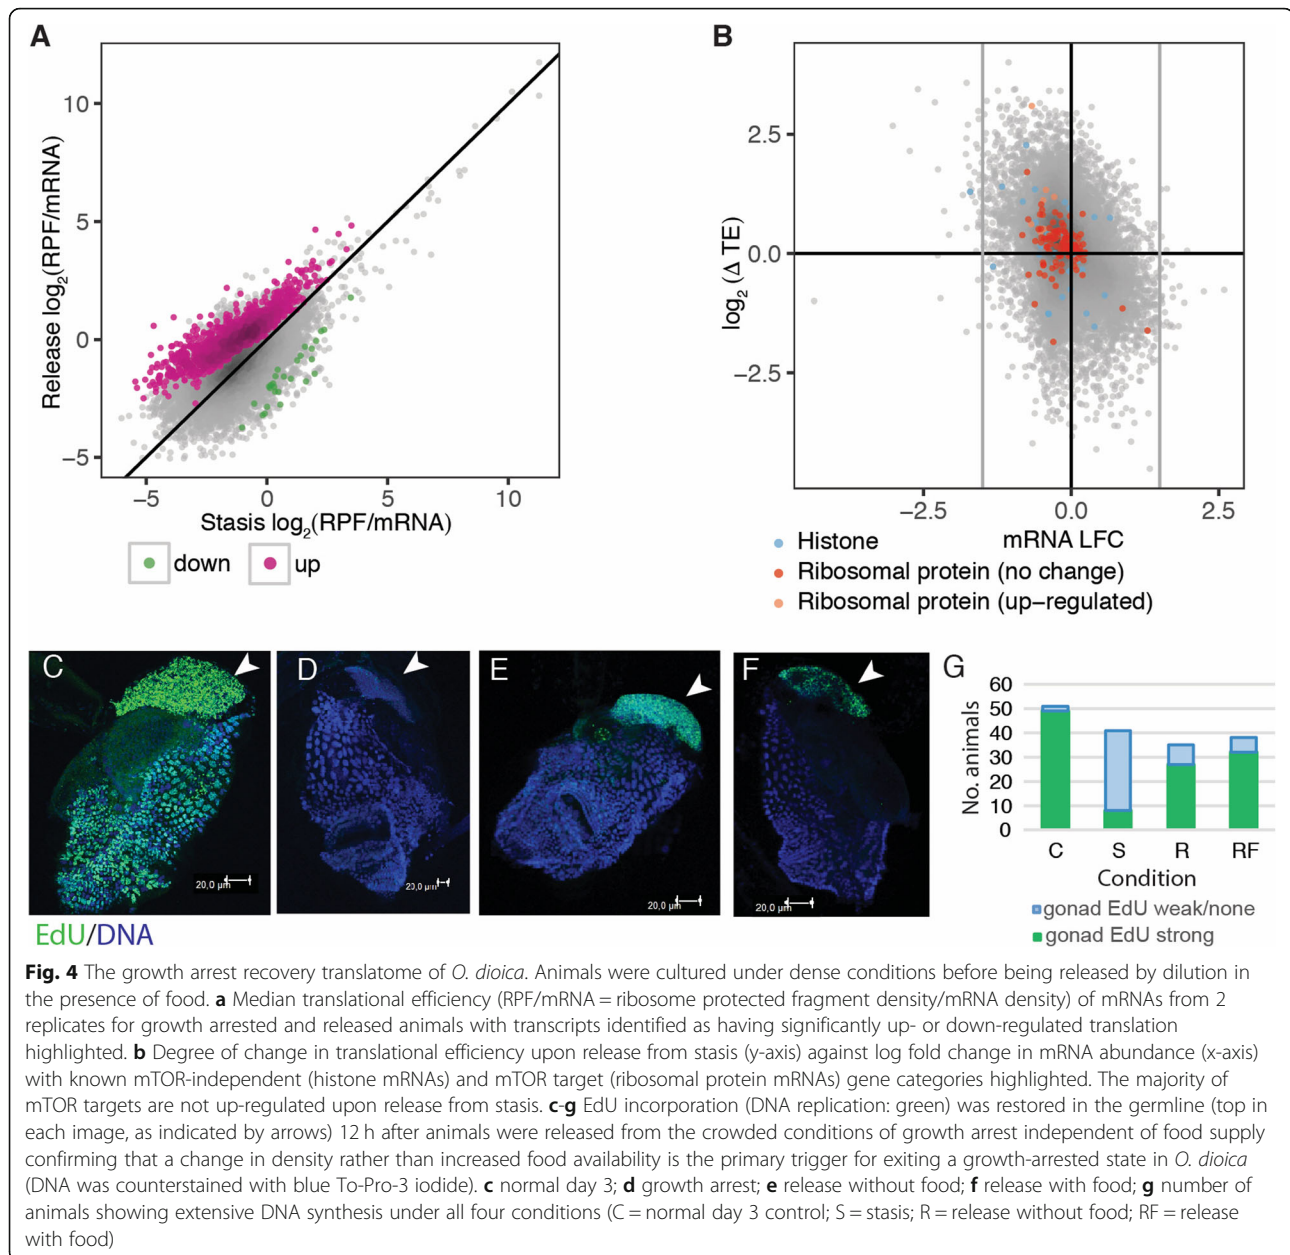 A
10
5
0
−5
Release log2(RPF/mRNA)
−5 0 5 10
Stasis log2(RPF/mRNA)
down up
B
2.5
0.0
−2.5
log2 (Δ TE)
−2.5 0.0 2.5
mRNA LFC
Histone
Ribosomal protein (no change)
Ribosomal protein (up−regulated)
C
20,0 µm
D
20,0 µm
E
20,0 µm
F
20,0 µm
EdU/DNA
G
60
50
40
30
20
10
0
No. animals
C S R RF
Condition
gonad EdU weak/none
gonad EdU strong
Fig. 4 The growth arrest recovery translatome of O. dioica. Animals were cultured under dense conditions before being released by dilution in
the presence of food. a Median translational efficiency (RPF/mRNA = ribosome protected fragment density/mRNA density) of mRNAs from 2
replicates for growth arrested and released animals with transcripts identified as having significantly up- or down-regulated translation
highlighted. b Degree of change in translational efficiency upon release from stasis (y-axis) against log fold change in mRNA abundance (x-axis)
with known mTOR-independent (histone mRNAs) and mTOR target (ribosomal protein mRNAs) gene categories highlighted. The majority of
mTOR targets are not up-regulated upon release from stasis. c-g EdU incorporation (DNA replication: green) was restored in the germline (top in
each image, as indicated by arrows) 12 h after animals were released from the crowded conditions of growth arrest independent of food supply
confirming that a change in density rather than increased food availability is the primary trigger for exiting a growth-arrested state in O. dioica
(DNA was counterstained with blue To-Pro-3 iodide). c normal day 3; d growth arrest; e release without food; f release with food; g number of
animals showing extensive DNA synthesis under all four conditions (C = normal day 3 control; S = stasis; R = release without food; RF = release
with food)